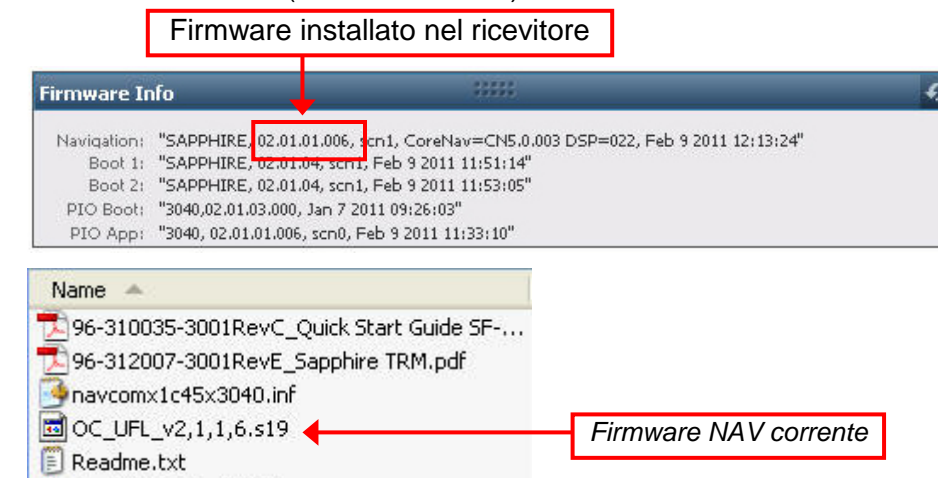 Firmware installato nel ricevitore
Firmware Info
Navigation: "SAPPHIRE, 02.01.01.006, scn1, CoreNav=CN5.0.003 DSP=022, Feb 9 2011 12:13:24"
Boot 1: "SAPPHIRE, 02.01.04, scn1, Feb 9 2011 11:51:14"
Boot 2: "SAPPHIRE, 02.01.04, scn1, Feb 9 2011 11:53:05"
PIO Boot: "3040,02.01.03.000, Jan 7 2011 09:26:03"
PIO App: "3040, 02.01.01.006, scn0, Feb 9 2011 11:33:10"
Name
96-310035-3001RevC_Quick Start Guide SF-...
96-312007-3001RevE_Sapphire TRM.pdf
navcomx1c45x3040.inf
OC_UFL_v2,1,1,6.s19
Firmware NAV corrente
Readme.txt